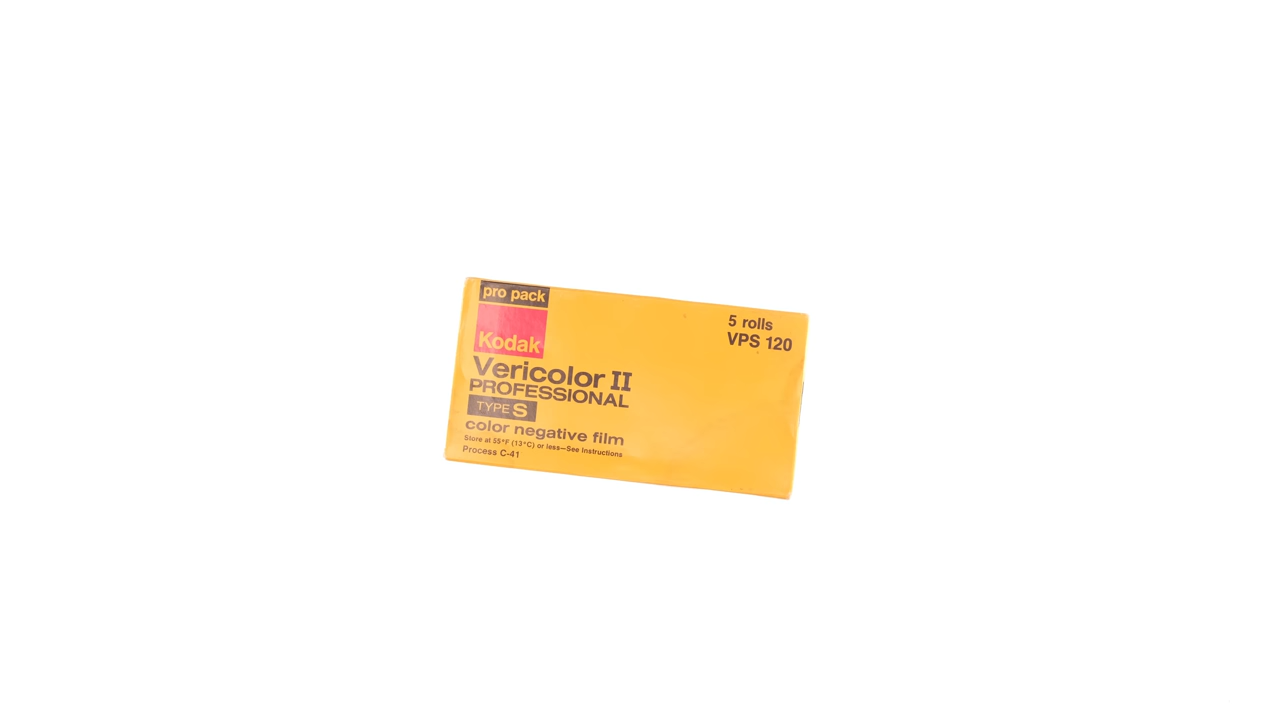 pro pack
Kodak
5 rolls
VPS 120
Vericolor II
PROFESSIONAL
TYPE S
color negative film
Store at 55°F (13°C) or less—See Instructions
Process C-41